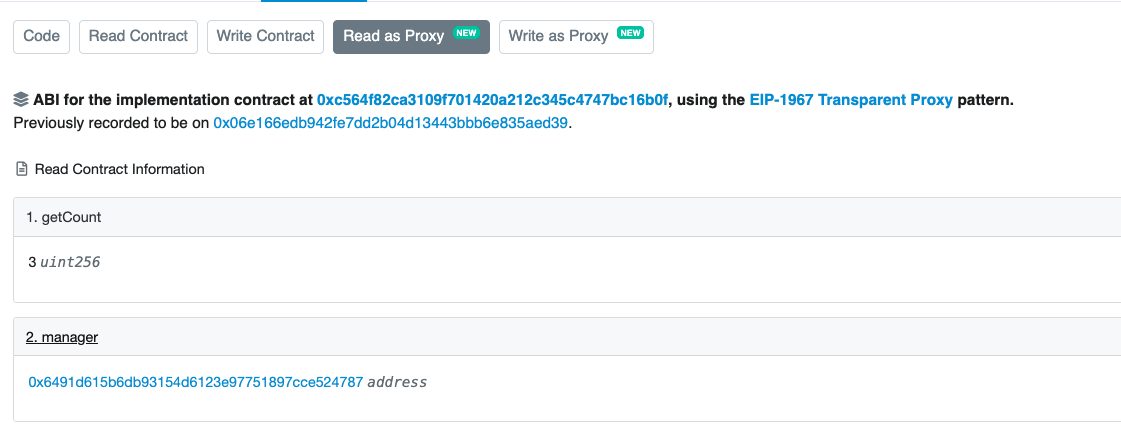 Code Read Contract Write Contract Read as Proxy NEW Write as Proxy NEW
ABI for the implementation contract at 0xc564f82ca3109f701420a212c345c4747bc16b0f, using the EIP-1967 Transparent Proxy pattern.
Previously recorded to be on 0x06e166edb942fe7dd2b04d13443bbb6e835aed39.
Read Contract Information
1. getCount
3 uint256
2. manager
0x6491d615b6db93154d6123e97751897cce524787 address